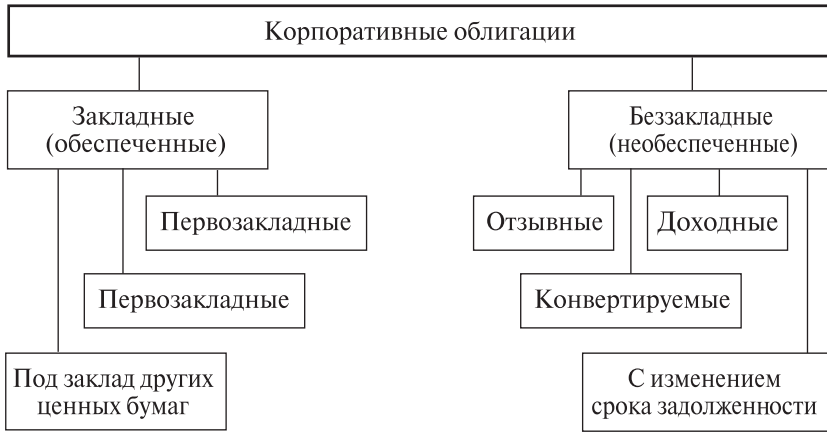 Корпоративные облигации
Закладные
(обеспеченные)
Беззакладные
(необеспеченные)
Первозакладные
Отзывные
Доходные
Первозакладные
Конвертируемые
Под заклад других
ценных бумаг
С изменением
срока задолженности